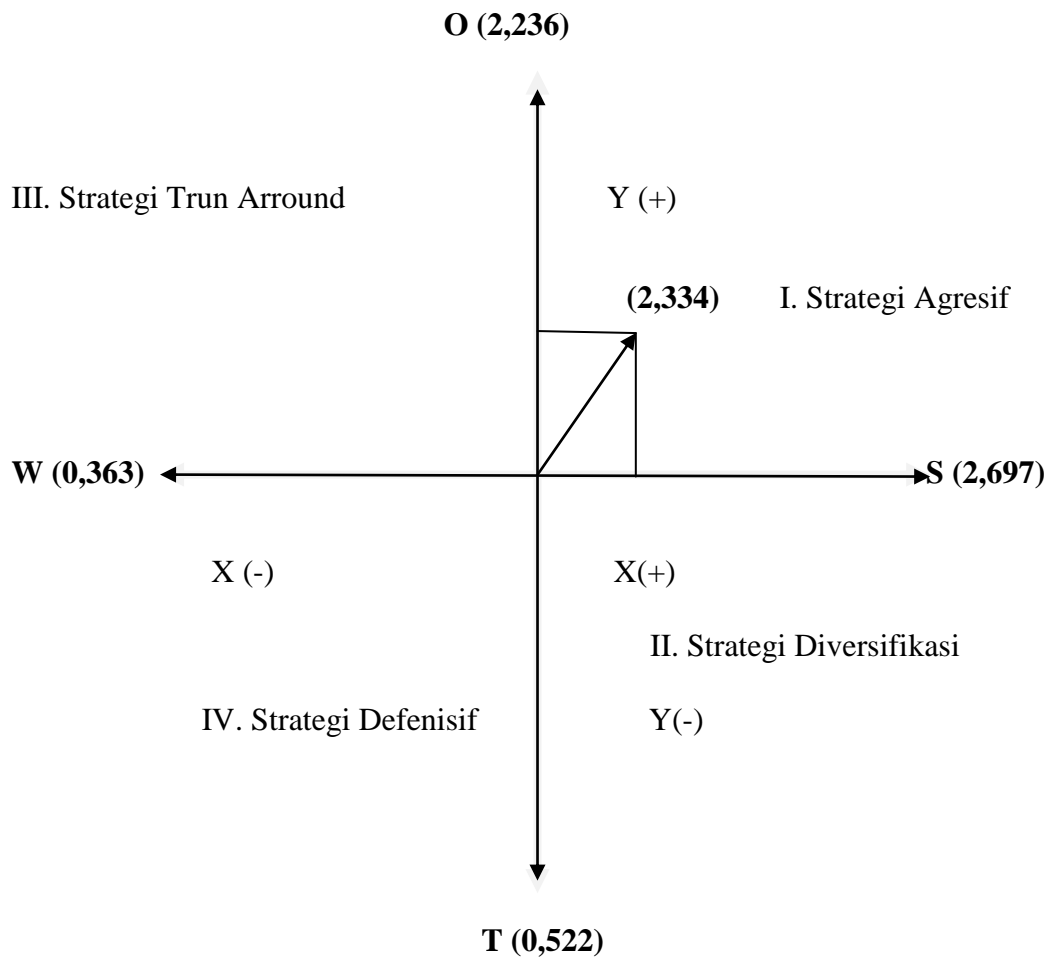 O (2,236)
III. Strategi Trun Arround Y (+)
(2,334) I. Strategi Agresif
W (0,363) S (2,697)
X (-) X(+)
II. Strategi Diversifikasi
IV. Strategi Defenisif Y(-)
T (0,522)